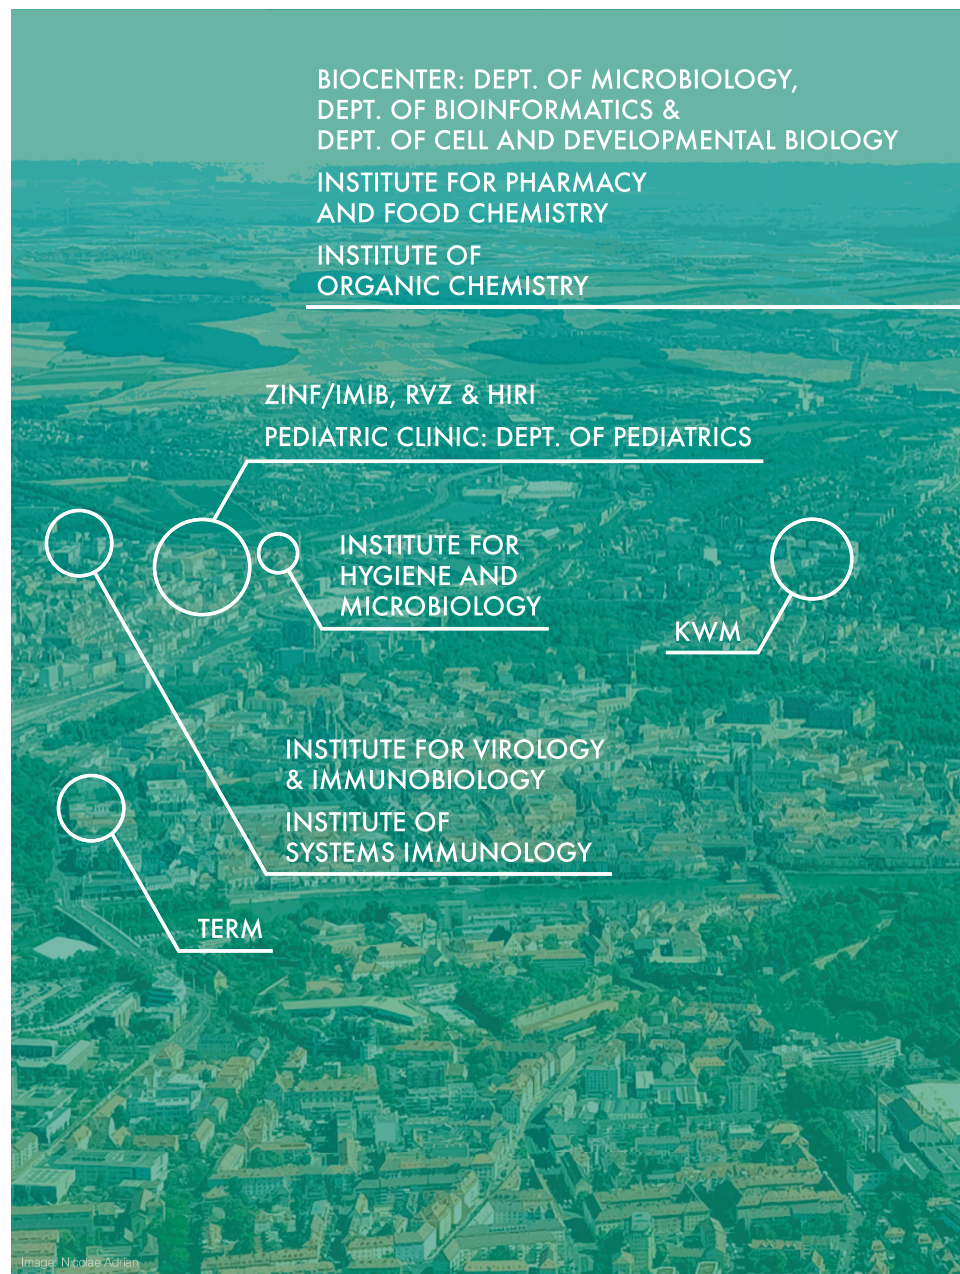 BIOCENTER: DEPT. OF MICROBIOLOGY,
DEPT. OF BIOINFORMATICS &
DEPT. OF CELL AND DEVELOPMENTAL BIOLOGY
INSTITUTE FOR PHARMACY
AND FOOD CHEMISTRY
INSTITUTE OF
ORGANIC CHEMISTRY
ZINF/IMIB, RVZ & HIRI
PEDIATRIC CLINIC: DEPT. OF PEDIATRICS
INSTITUTE FOR
HYGIENE AND
MICROBIOLOGY
KWM
INSTITUTE FOR VIROLOGY
& IMMUNOBIOLOGY
INSTITUTE OF
SYSTEMS IMMUNOLOGY
TERM
Image: Nicolae Adrian